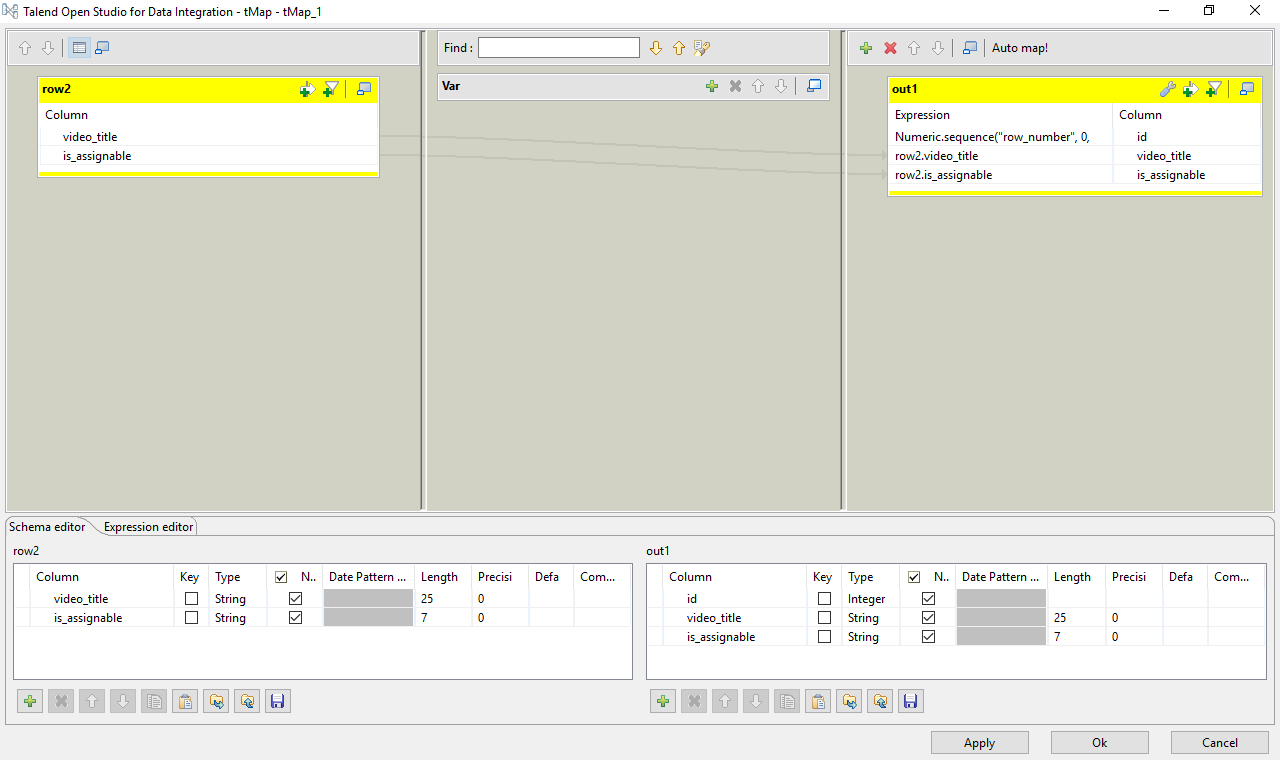 Talend Open Studio for Data Integration - tMap - tMap_1
Find :
Auto map!
row2
Column
video_title
is_assignable
Var
out1
Expression Column
Numeric.sequence("row_number", 0, id
row2.video_title video_title
row2.is_assignable is_assignable
Schema editor Expression editor
row2
Column Key Type N.. Date Pattern ... Length Precisi Defa Com...
video_title String 25 0
is_assignable String 7 0
out1
Column Key Type N.. Date Pattern ... Length Precisi Defa Com...
id Integer
video_title String 25 0
is_assignable String 7 0
Apply Ok Cancel